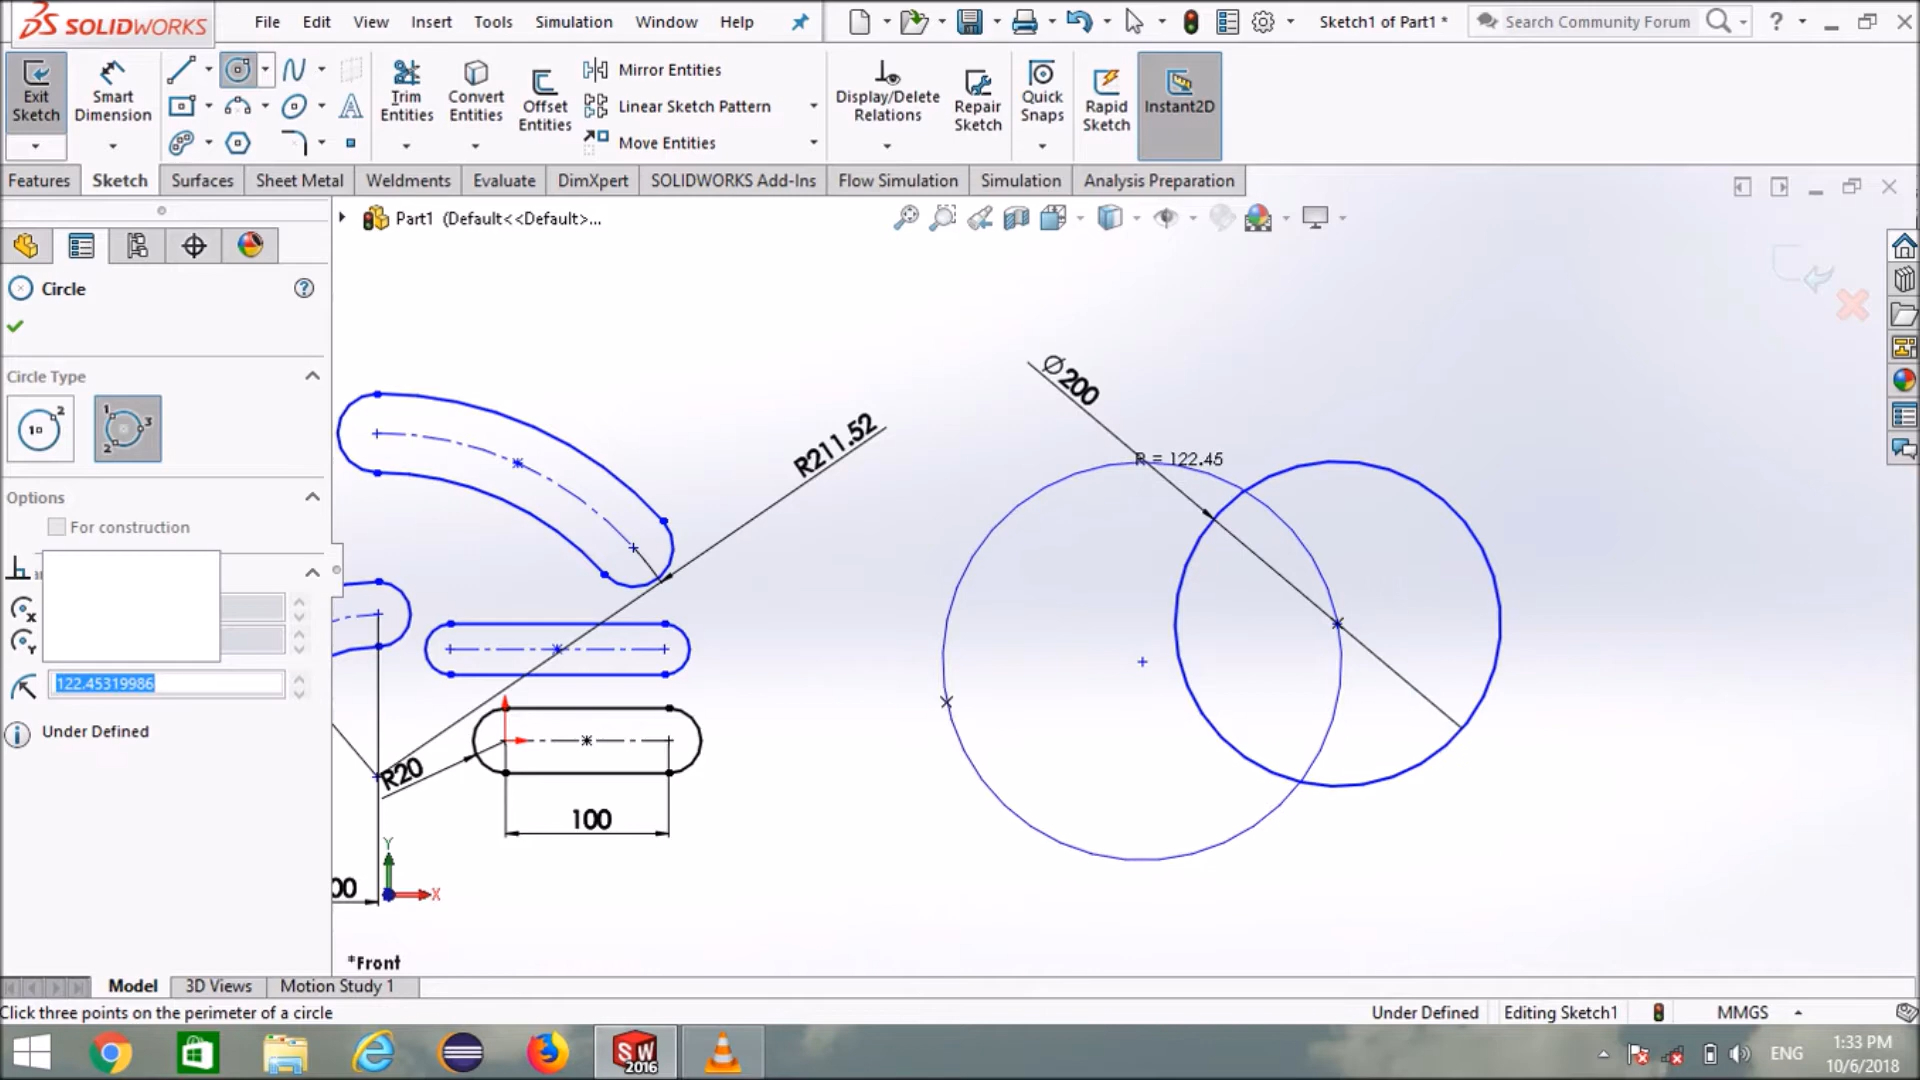 SOLIDWORKS File Edit View Insert Tools Simulation Window Help Sketch1 of Part1 * Search Community Forum
Exit Sketch
Smart Dimension
Trim Entities
Convert Entities
Offset Entities
Mirror Entities
Linear Sketch Pattern
Move Entities
Display/Delete Relations
Repair Sketch
Quick Snaps
Rapid Sketch
Instant2D
Features Sketch Surfaces Sheet Metal Weldments Evaluate DimXpert SOLIDWORKS Add-Ins Flow Simulation Simulation Analysis Preparation
Part1 (Default<<Default>...
Circle
Circle Type
Options
For construction
122.45319986
Under Defined
Ø200
R = 122.45
R211.52
R20
100
00
Y
X
*Front
Model 3D Views Motion Study 1
Click three points on the perimeter of a circle Under Defined Editing Sketch1 MMGS
SW 2016
ENG
1:33 PM
10/6/2018